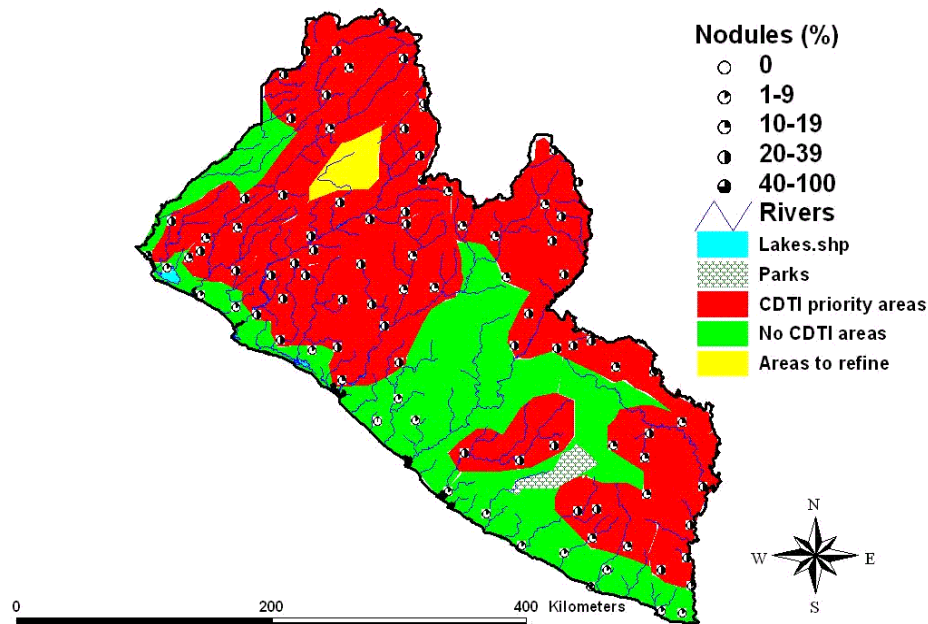 Nodules (%)
0
1-9
10-19
20-39
40-100
Rivers
Lakes.shp
Parks
CDTI priority areas
No CDTI areas
Areas to refine
N
W E
S
0 200 400 Kilometers